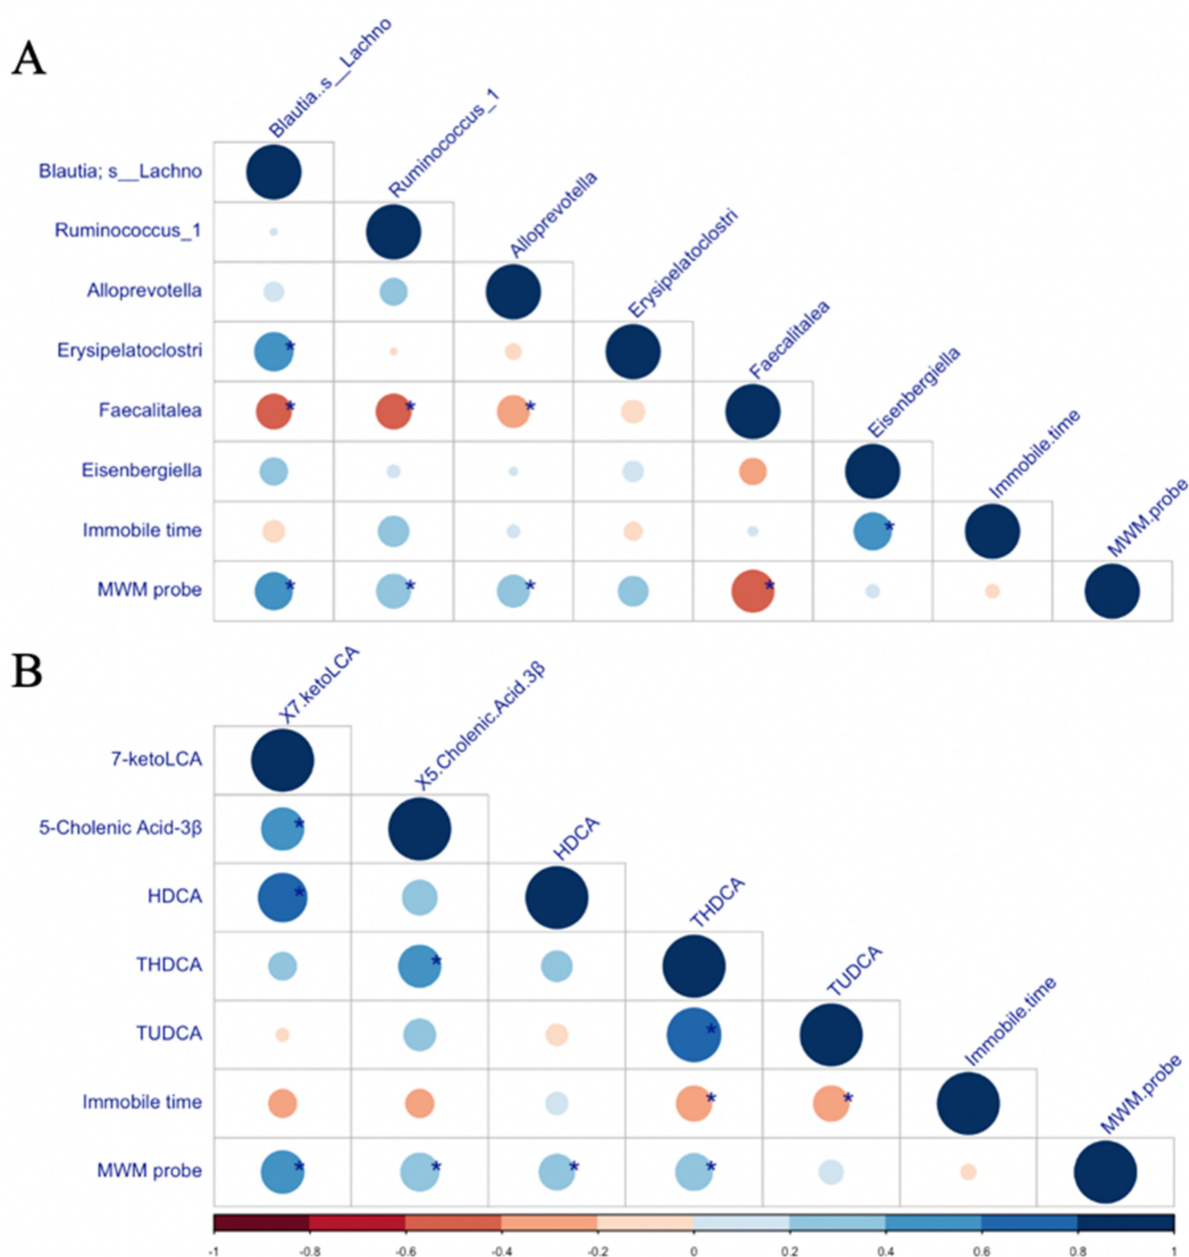 A
Blautia..s__Lachno
Ruminococcus_1
Alloprevotella
Erysipelatoclostri
Faecalitalea
Eisenbergiella
Immobile.time
MWM.probe
Blautia; s__Lachno
Ruminococcus_1
Alloprevotella
Erysipelatoclostri
*
Faecalitalea
* * *
Eisenbergiella
Immobile time
*
MWM probe
* * * *
B
X7.ketoLCA
X5.Cholenic.Acid.3β
HDCA
THDCA
TUDCA
Immobile.time
MWM.probe
7-ketoLCA
5-Cholenic Acid-3β
*
HDCA
*
THDCA
*
TUDCA
*
Immobile time
* *
MWM probe
* * * *
-1 -0.8 -0.6 -0.4 -0.2 0 0.2 0.4 0.6 0.8 1